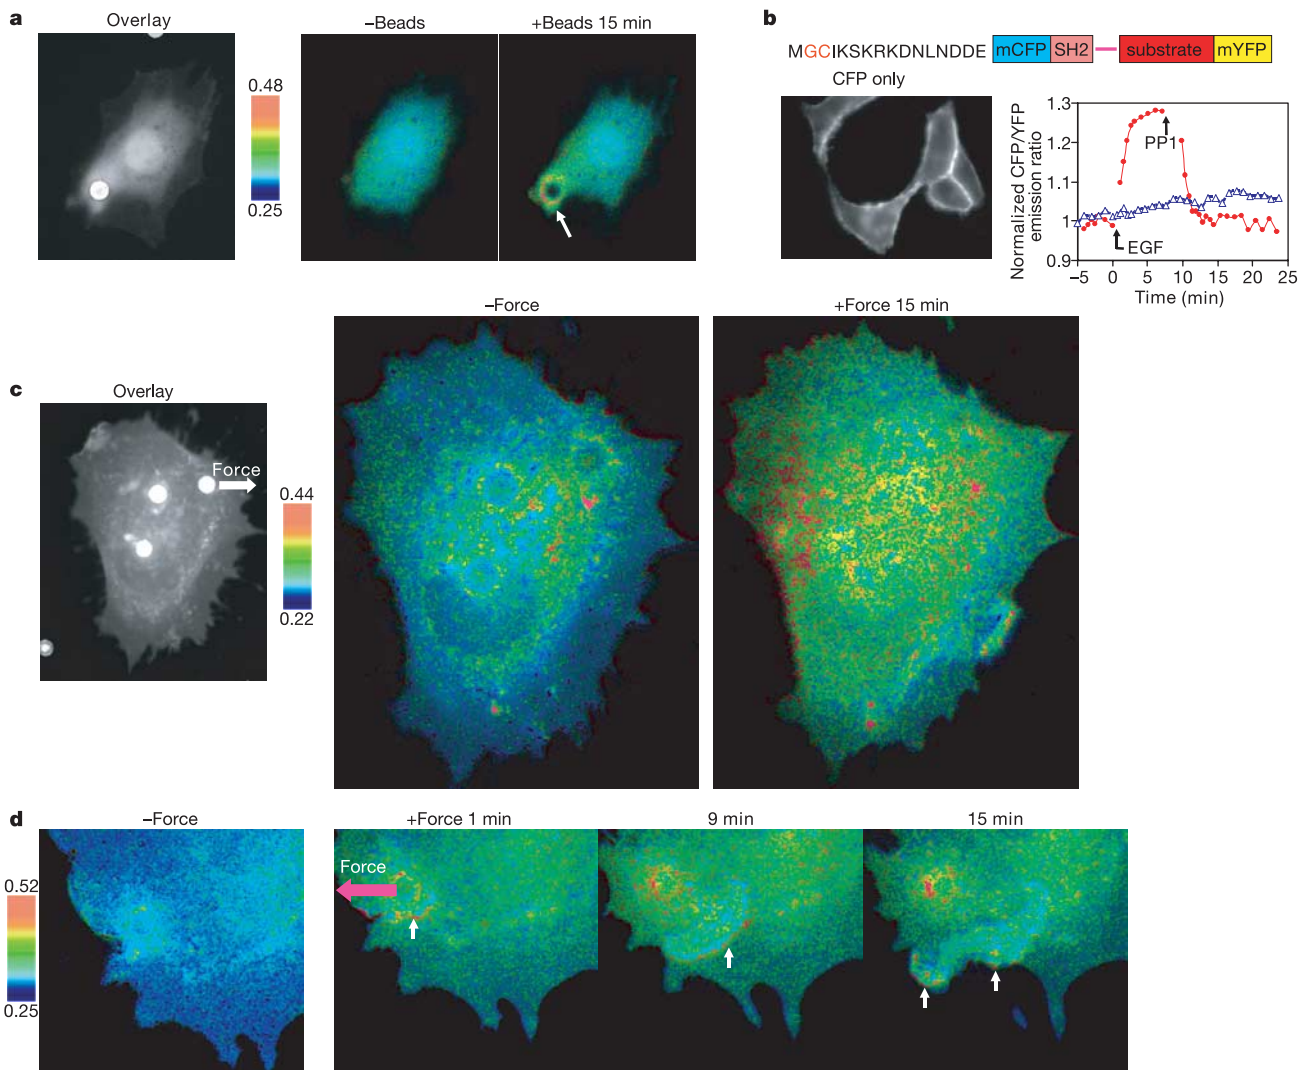 a
Overlay
–Beads
+Beads 15 min
0.48
0.25
b
MGCIKSKRKDNLNDDE
mCFP
SH2
substrate
mYFP
CFP only
Normalized CFP/YFP
emission ratio
1.3
1.2
1.1
1
0.9
PP1
EGF
–5
0
5
10
15
20
25
Time (min)
c
Overlay
Force
0.44
0.22
–Force
+Force 15 min
d
–Force
0.52
0.25
+Force 1 min
Force
9 min
15 min